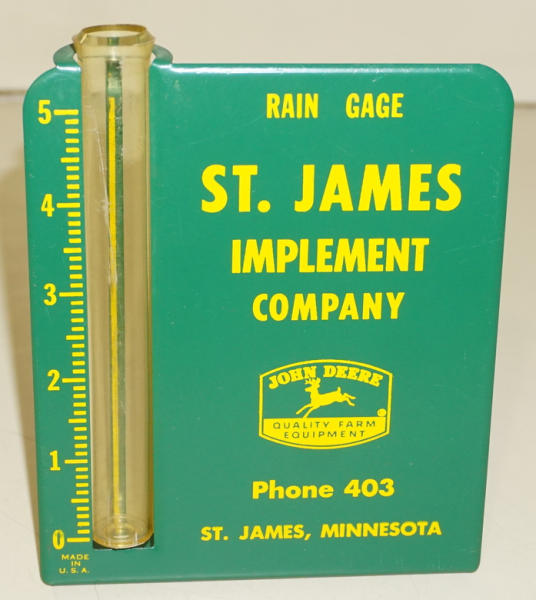 RAIN GAGE
ST. JAMES
IMPLEMENT
COMPANY
JOHN DEERE
®
QUALITY FARM
EQUIPMENT
Phone 403
ST. JAMES, MINNESOTA
5
4
3
2
1
0
MADE
IN
U.S.A.